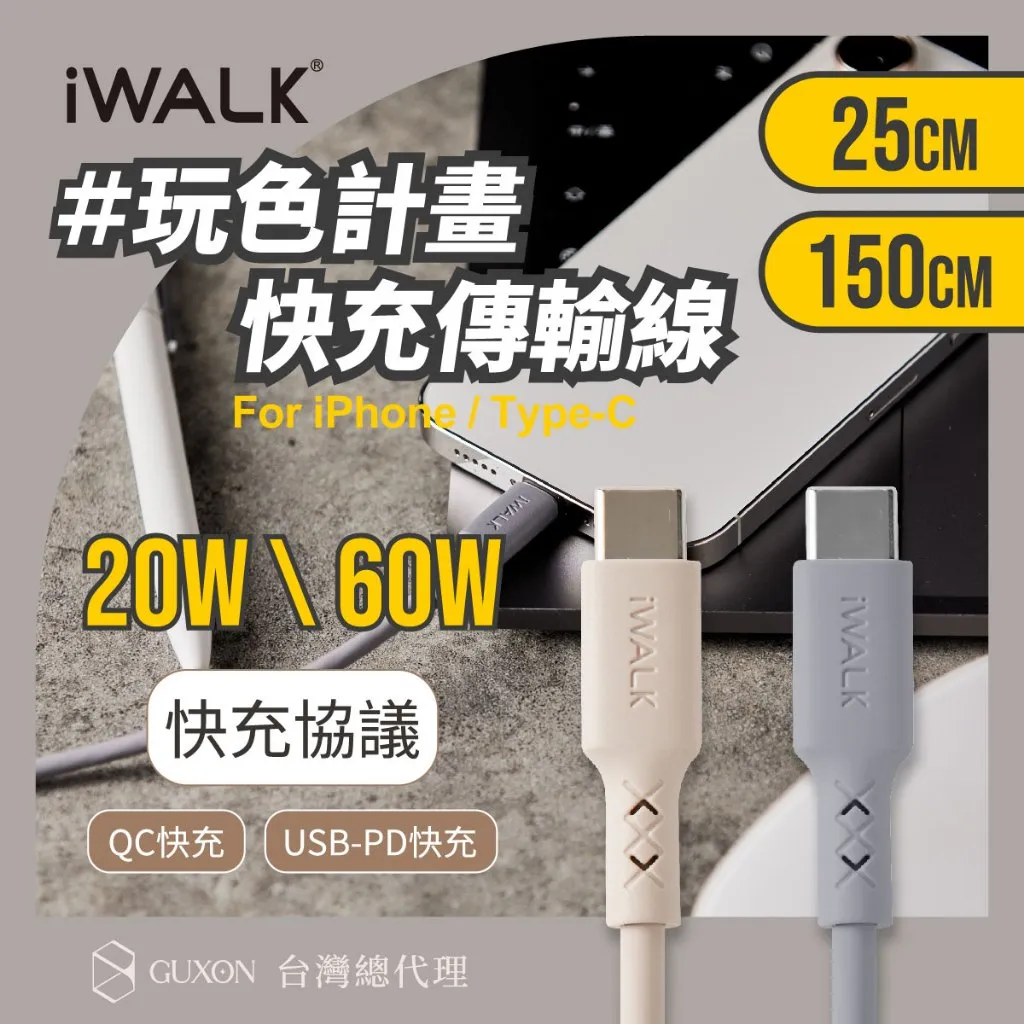 iWALK®
25CM
#玩色計畫
150CM
快充傳輸線
For iPhone / Type-C
iWALK
20W \ 60W
iWALK
iWALK
快充協議
QC快充
USB-PD快充
GUXON 台灣總代理